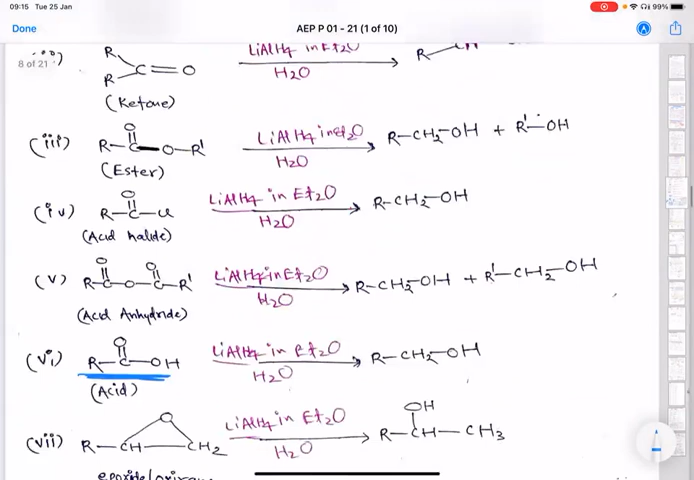 09:15 Tue 25 Jan
99%
Done
AEP P 01 - 21 (1 of 10)
8 of 21
R
R C=O
LiAlH4 in Et2O
H2O
R
(Ketone)
(iii) R-C-O-R'
O
LiAlH4 in Et2O
H2O
R-CH2-OH + R'-OH
(Ester)
(iv) R-C-Cl
O
LiAlH4 in Et2O
H2O
R-CH2-OH
(Acid halide)
(v) R-C-O-C-R'
O O
LiAlH4 in Et2O
H2O
R-CH2-OH + R'-CH2-OH
(Acid Anhydride)
(vi) R-C-OH
O
LiAlH4 in Et2O
H2O
R-CH2-OH
(Acid)
(vii) R-CH-CH2
O
LiAlH4 in Et2O
H2O
OH
R-CH-CH3